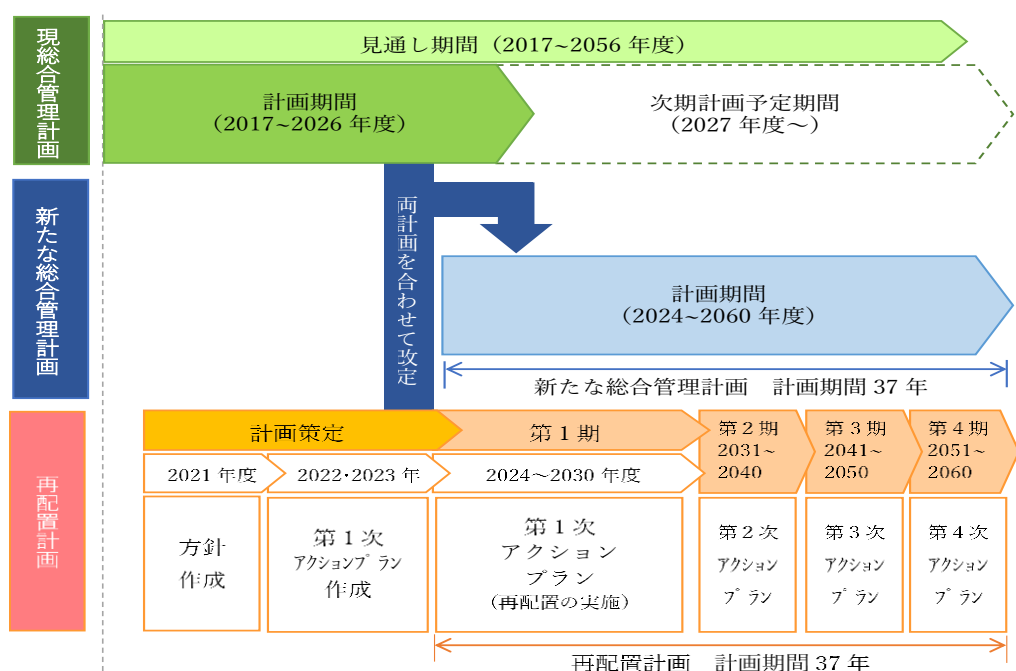 現総合管理計画
見通し期間（2017~2056 年度）
計画期間
（2017~2026 年度）
次期計画予定期間
（2027 年度～）
新たな総合管理計画
両計画を合わせて改定
計画期間
（2024~2060 年度）
新たな総合管理計画　計画期間 37 年
再配置計画
計画策定
第１期
第２期
2031~
2040
第３期
2041~
2050
第４期
2051~
2060
2021 年度
2022･2023 年
2024～2030 年度
方針
作成
第１次
ｱｸｼｮﾝﾌﾟﾗﾝ
作成
第１次
アクション
プラン
（再配置の実施）
第２次
ｱｸｼｮﾝ
ﾌﾟﾗﾝ
第３次
ｱｸｼｮﾝ
ﾌﾟﾗﾝ
第４次
ｱｸｼｮﾝ
ﾌﾟﾗﾝ
再配置計画　計画期間 37 年